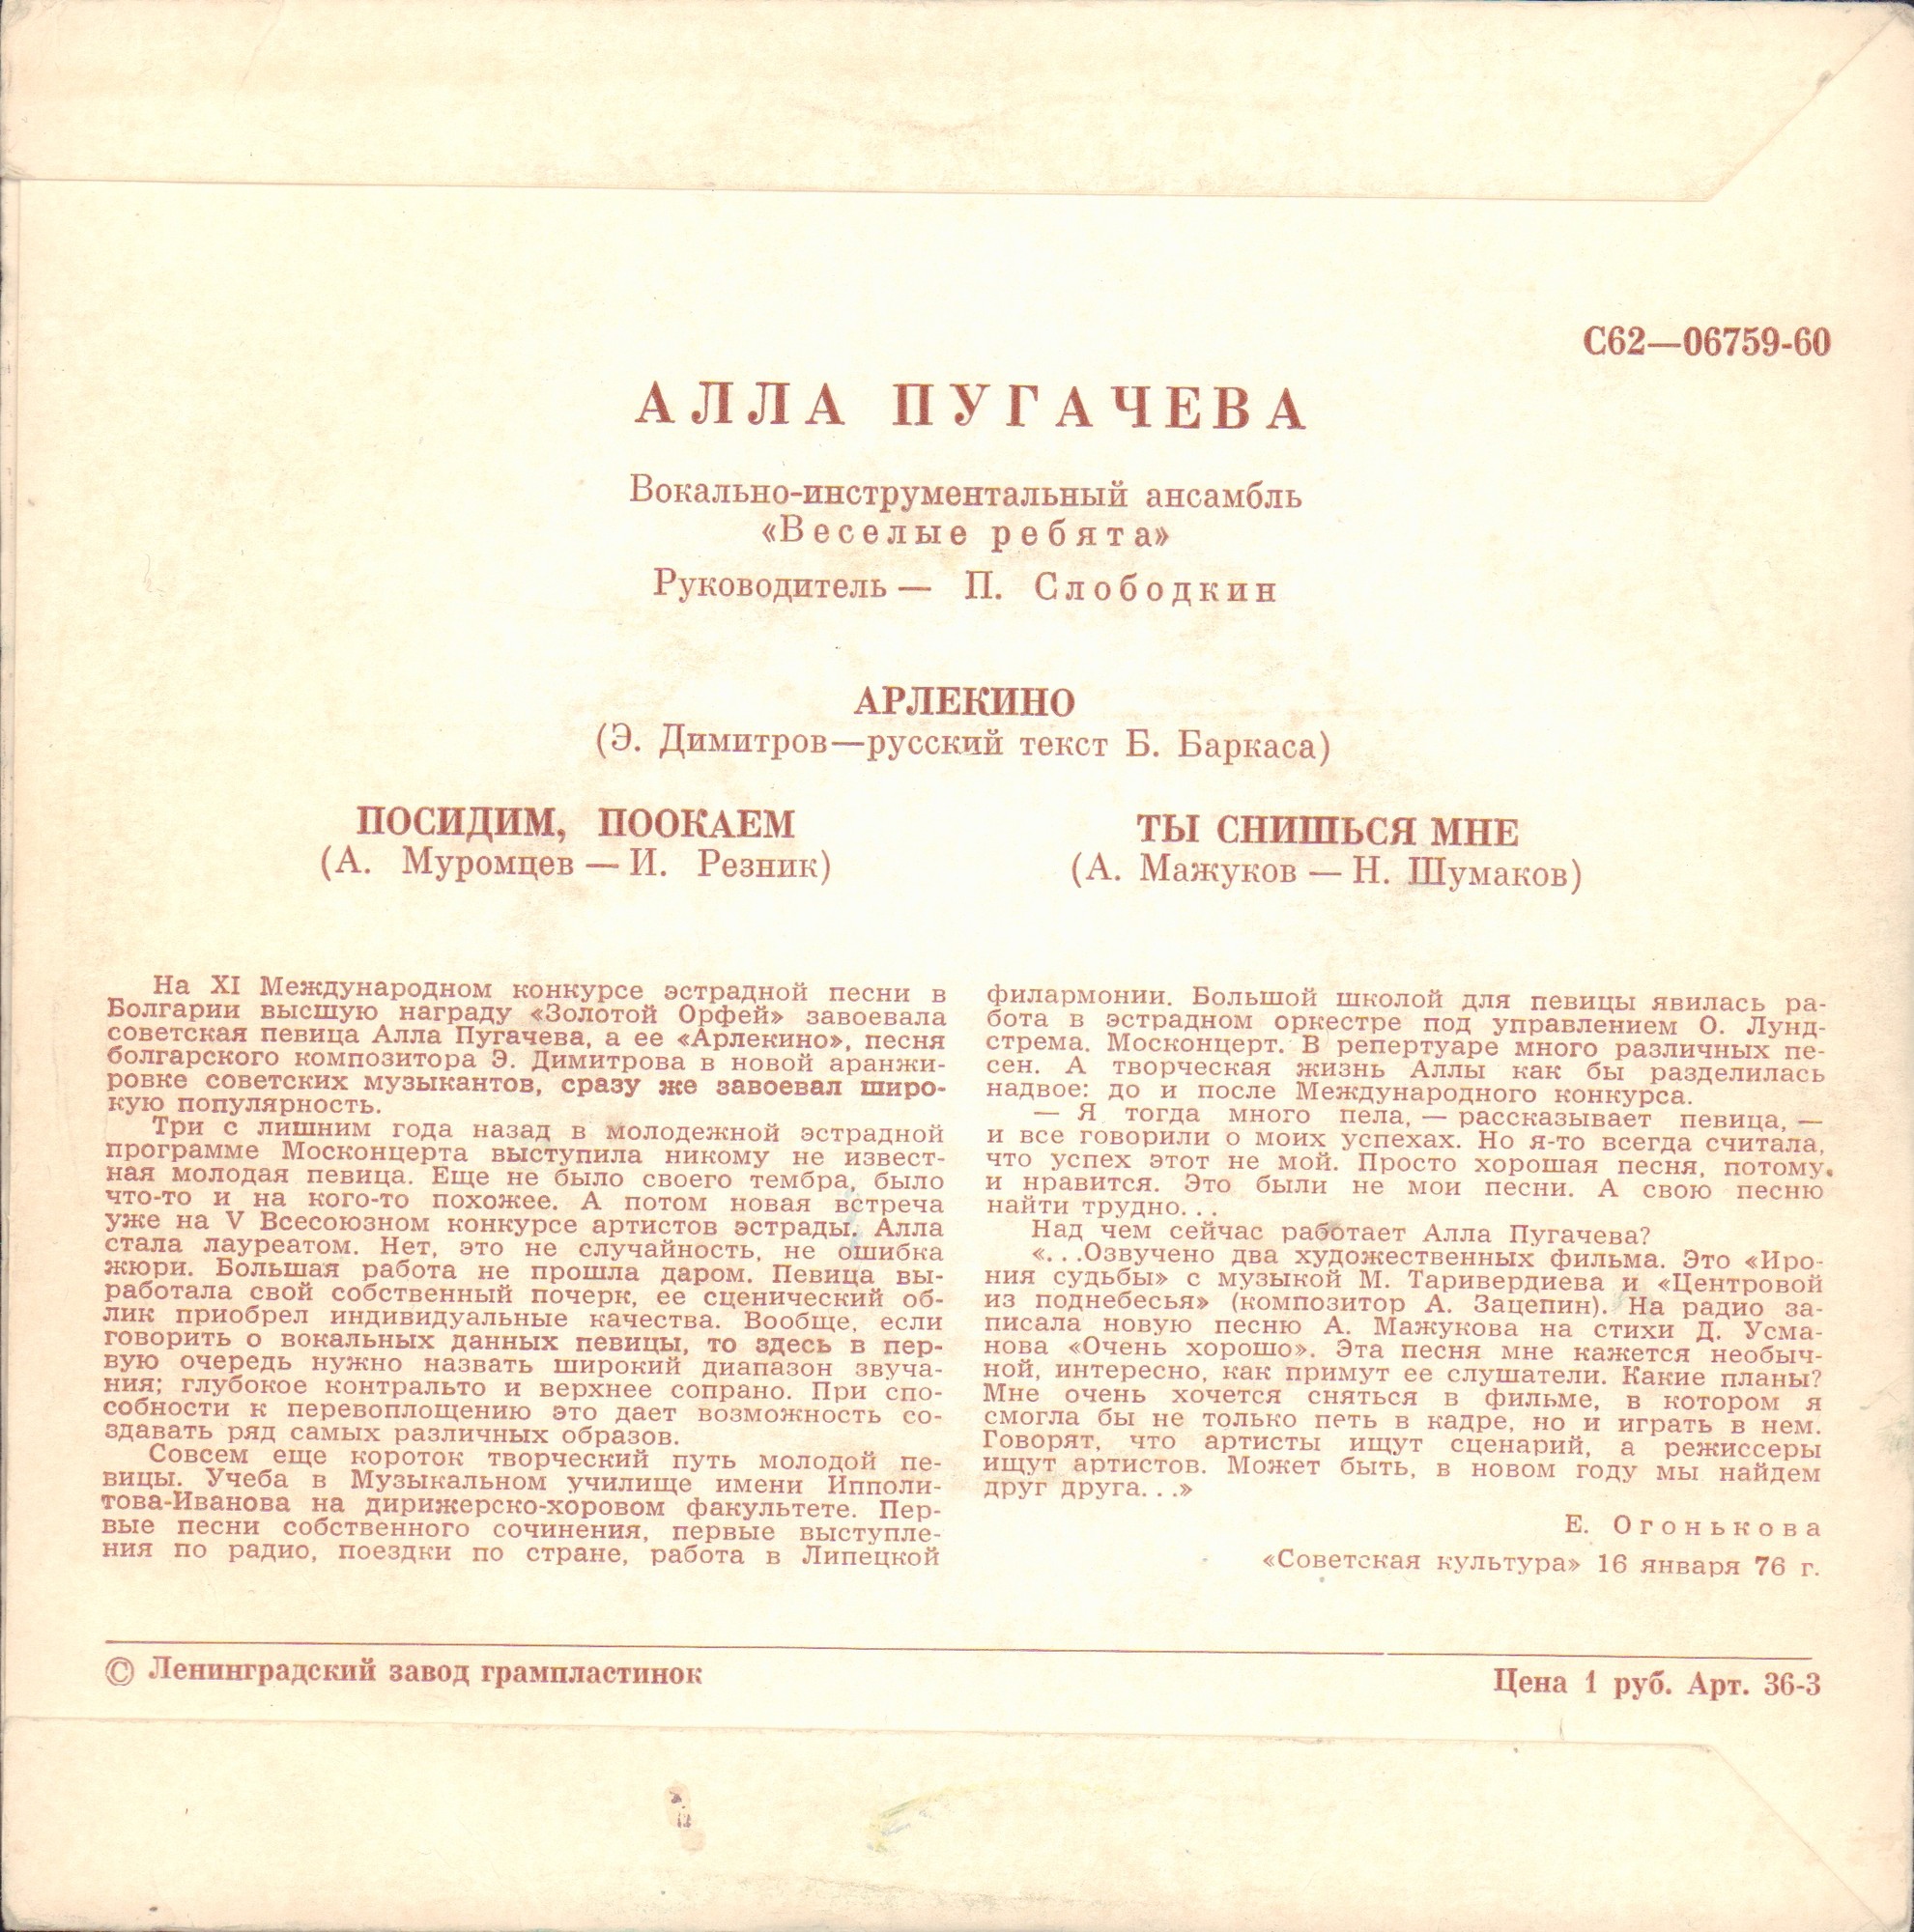 С62—06759-60
АЛЛА ПУГАЧЕВА
Вокально-инструментальный ансамбль
«Веселые ребята»
Руководитель — П. Слободкин
АРЛЕКИНО
(Э. Димитров—русский текст Б. Баркаса)
ПОСИДИМ, ПООКАЕМ
(А. Муромцев — И. Резник)
ТЫ СНИШЬСЯ МНЕ
(А. Мажуков — Н. Шумаков)
На XI Международном конкурсе эстрадной песни в
Болгарии высшую награду «Золотой Орфей» завоевала
советская певица Алла Пугачева, а ее «Арлекино», песня
болгарского композитора Э. Димитрова в новой аранжи-
ровке советских музыкантов, сразу же завоевал широ-
кую популярность.
Три с лишним года назад в молодежной эстрадной
программе Москонцерта выступила никому не извест-
ная молодая певица. Еще не было своего тембра, было
что-то и на кого-то похожее. А потом новая встреча
уже на V Всесоюзном конкурсе артистов эстрады. Алла
стала лауреатом. Нет, это не случайность, не ошибка
жюри. Большая работа не прошла даром. Певица вы-
работала свой собственный почерк, ее сценический об-
лик приобрел индивидуальные качества. Вообще, если
говорить о вокальных данных певицы, то здесь в пер-
вую очередь нужно назвать широкий диапазон звуча-
ния; глубокое контральто и верхнее сопрано. При спо-
собности к перевоплощению это дает возможность со-
здавать ряд самых различных образов.
Совсем еще короток творческий путь молодой пе-
вицы. Учеба в Музыкальном училище имени Ипполи-
това-Иванова на дирижерско-хоровом факультете. Пер-
вые песни собственного сочинения, первые выступле-
ния по радио, поездки по стране, работа в Липецкой
филармонии. Большой школой для певицы явилась ра-
бота в эстрадном оркестре под управлением О. Лунд-
стрема. Москонцерт. В репертуаре много различных пе-
сен. А творческая жизнь Аллы как бы разделилась
надвое: до и после Международного конкурса.
— Я тогда много пела, — рассказывает певица, —
и все говорили о моих успехах. Но я-то всегда считала,
что успех этот не мой. Просто хорошая песня, потому
и нравится. Это были не мои песни. А свою песню
найти трудно...
Над чем сейчас работает Алла Пугачева?
«...Озвучено два художественных фильма. Это «Иро-
ния судьбы» с музыкой М. Таривердиева и «Центровой
из поднебесья» (композитор А. Зацепин). На радио за-
писала новую песню А. Мажукова на стихи Д. Усма-
нова «Очень хорошо». Эта песня мне кажется необыч-
ной, интересно, как примут ее слушатели. Какие планы?
Мне очень хочется сняться в фильме, в котором я
смогла бы не только петь в кадре, но и играть в нем.
Говорят, что артисты ищут сценарий, а режиссеры
ищут артистов. Может быть, в новом году мы найдем
друг друга...»
Е. Огонькова
«Советская культура» 16 января 76 г.
© Ленинградский завод грампластинок
Цена 1 руб. Арт. 36-3